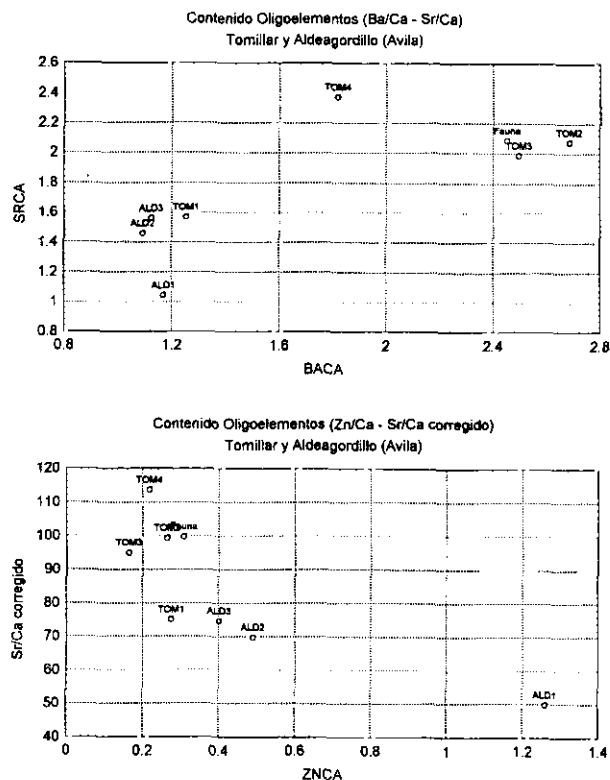 Contenido Oligoelementos (Ba/Ca - Sr/Ca)
Tomillar y Aldeagordillo (Avila)
2.6
2.4
2.2
2
1.8
1.6
1.4
1.2
1
0.8
SRCA
TOM4
Fauna
TOM2
TOM3
ALD3
TOM1
ALD2
ALD1
0.8 1.2 1.6 2 2.4 2.8
BACA
Contenido Oligoelementos (Zn/Ca - Sr/Ca corregido)
Tomillar y Aldeagordillo (Avila)
120
110
100
90
80
70
60
50
40
Sr/Ca corregido
TOM4
TOM2 Fauna
TOM3
TOM1
ALD3
ALD2
ALD1
0 0.2 0.4 0.6 0.8 1 1.2 1.4
ZNCA